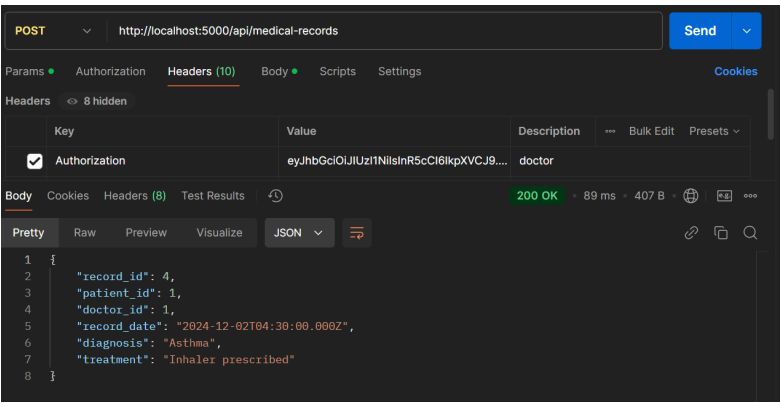 POST http://localhost:5000/api/medical-records Send
Params Authorization Headers (10) Body Scripts Settings Cookies
Headers 8 hidden
Key Value Description Bulk Edit Presets
Authorization eyJhbGciOiJIUzI1NiIsInR5cCI6IkpXVCJ9.... doctor
Body Cookies Headers (8) Test Results 200 OK 89 ms 407 B e.g.
Pretty Raw Preview Visualize JSON
1 {
2 "record_id": 4,
3 "patient_id": 1,
4 "doctor_id": 1,
5 "record_date": "2024-12-02T04:30:00.000Z",
6 "diagnosis": "Asthma",
7 "treatment": "Inhaler prescribed"
8 }